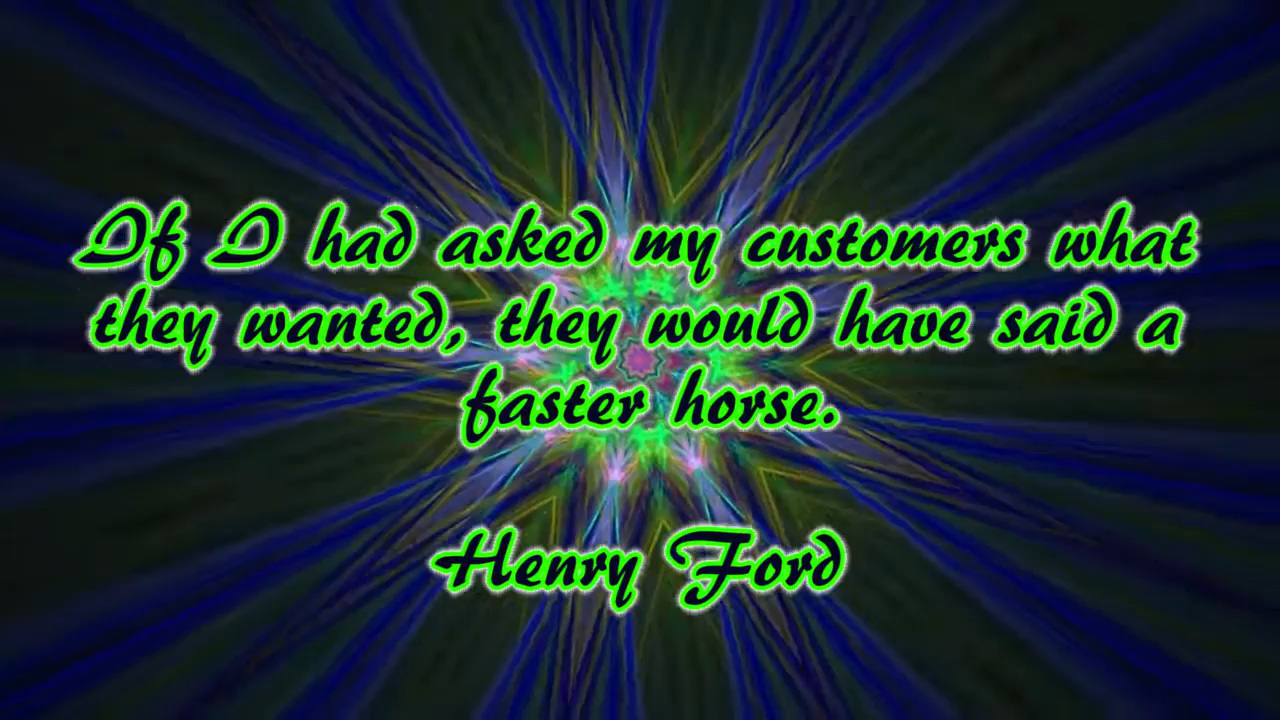 If I had asked my customers what
they wanted, they would have said a
faster horse.
Henry Ford